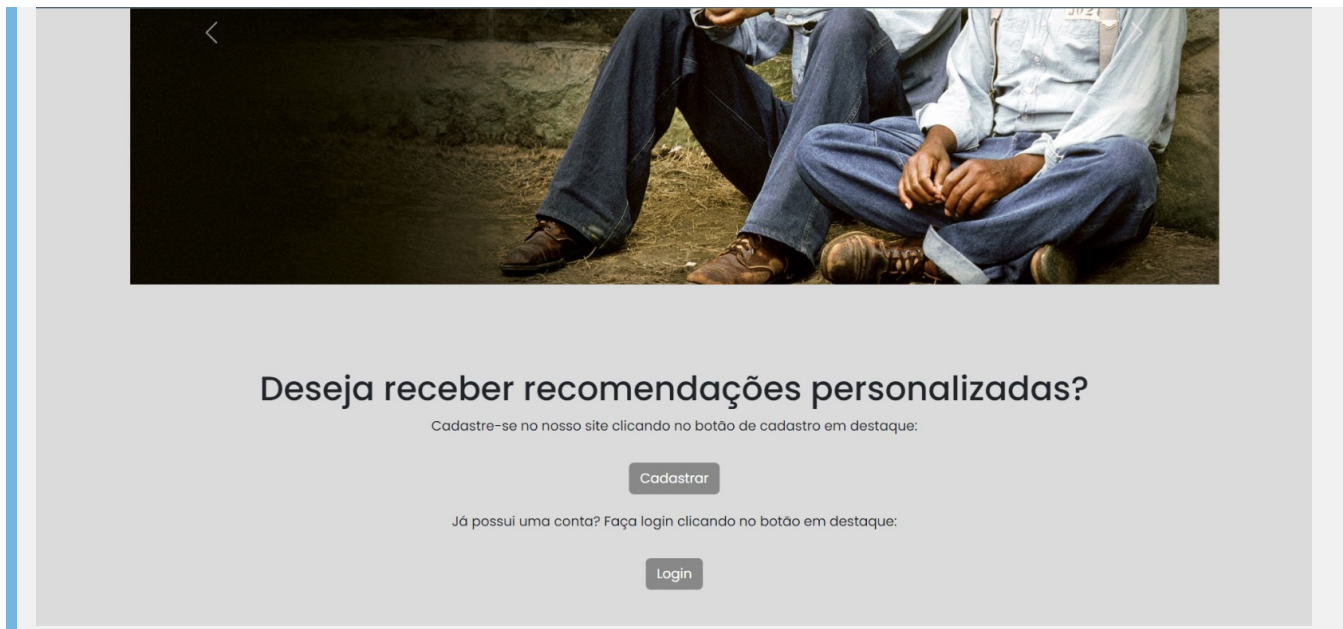 Deseja receber recomendações personalizadas?
Cadastre-se no nosso site clicando no botão de cadastro em destaque:
Cadastrar
Já possui uma conta? Faça login clicando no botão em destaque:
Login